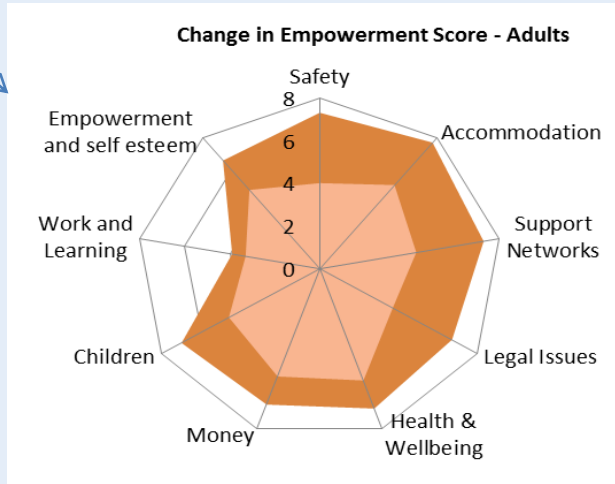 Change in Empowerment Score - Adults
Safety
8
6
4
2
0
Accommodation
Support
Networks
Legal Issues
Health &
Wellbeing
Money
Children
Work and
Learning
Empowerment
and self esteem